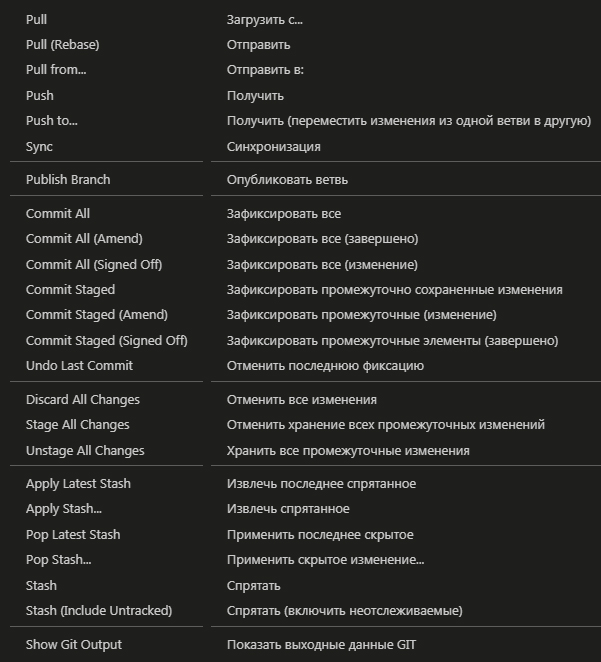 Pull
Pull (Rebase)
Pull from...
Push
Push to...
Sync
Publish Branch
Commit All
Commit All (Amend)
Commit All (Signed Off)
Commit Staged
Commit Staged (Amend)
Commit Staged (Signed Off)
Undo Last Commit
Discard All Changes
Stage All Changes
Unstage All Changes
Apply Latest Stash
Apply Stash...
Pop Latest Stash
Pop Stash...
Stash
Stash (Include Untracked)
Show Git Output
Загрузить с...
Отправить
Отправить в:
Получить
Получить (переместить изменения из одной ветви в другую)
Синхронизация
Опубликовать ветвь
Зафиксировать все
Зафиксировать все (завершено)
Зафиксировать все (изменение)
Зафиксировать промежуточно сохраненные изменения
Зафиксировать промежуточные (изменение)
Зафиксировать промежуточные элементы (завершено)
Отменить последнюю фиксацию
Отменить все изменения
Отменить хранение всех промежуточных изменений
Хранить все промежуточные изменения
Извлечь последнее спрятанное
Извлечь спрятанное
Применить последнее скрытое
Применить скрытое изменение...
Спрятать
Спрятать (включить неотслеживаемые)
Показать выходные данные GIT